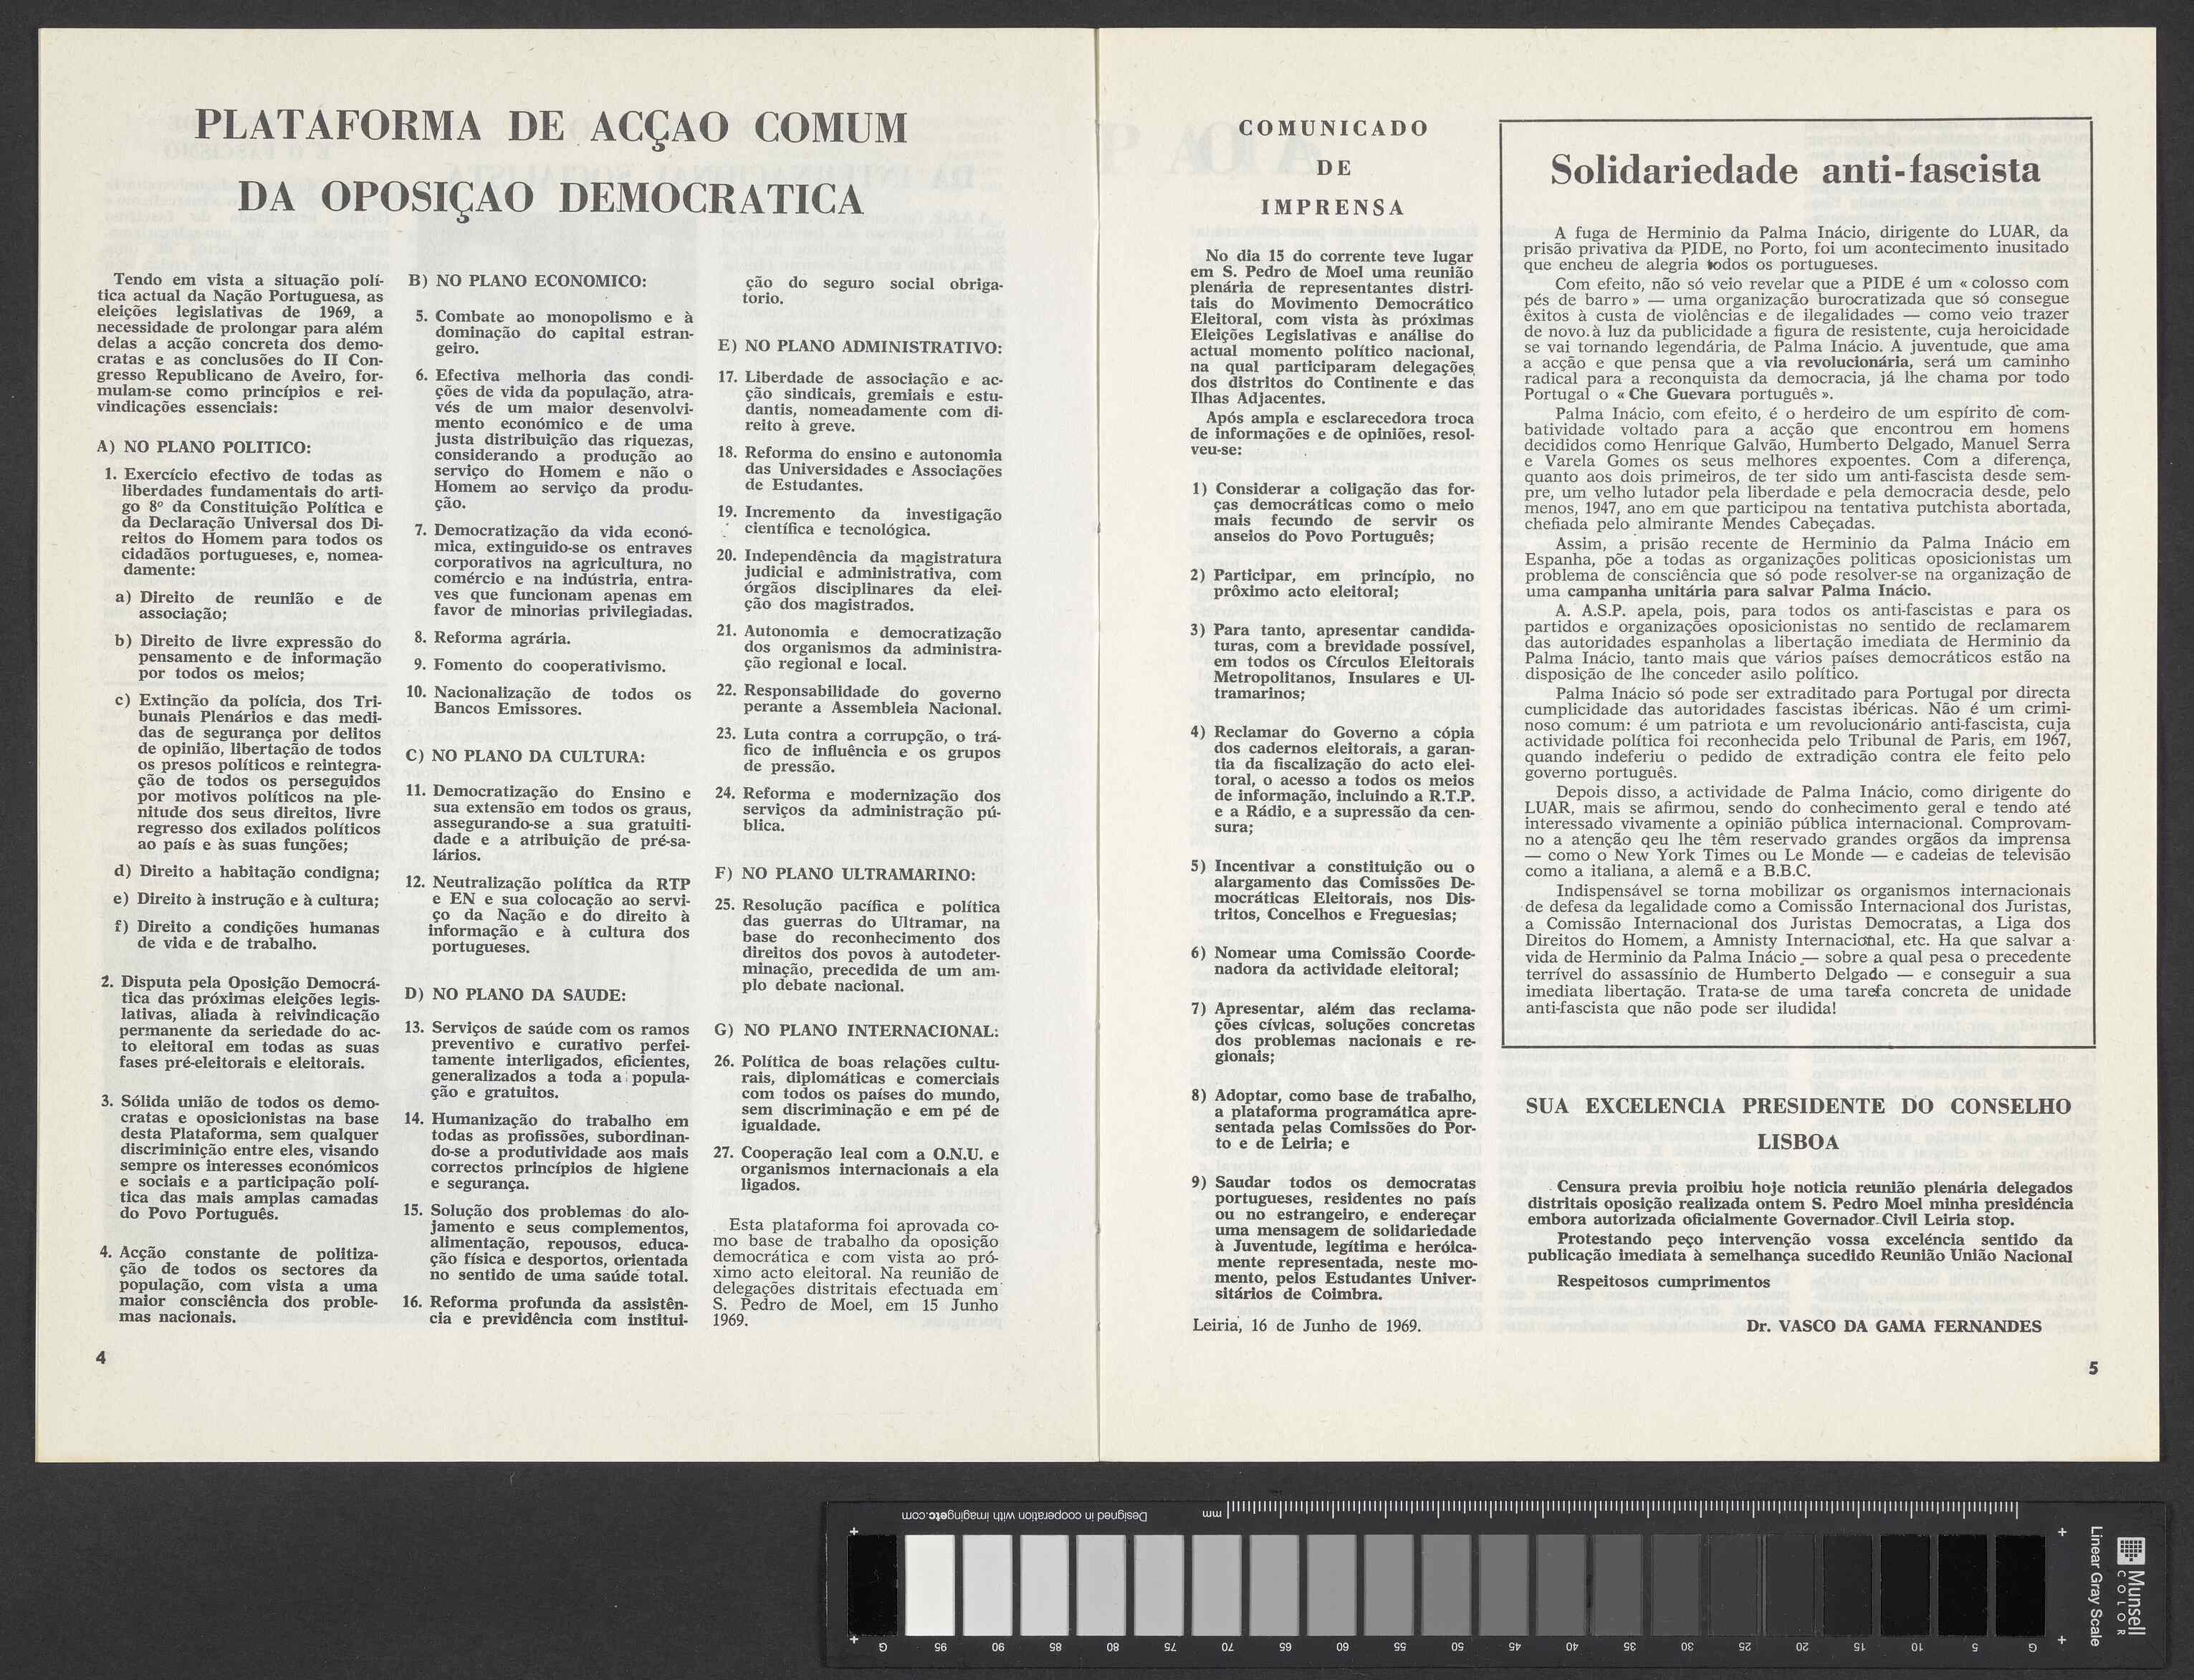 PLATAFORMA DE ACÇAO COMUM
DA OPOSIÇAO DEMOCRATICA
Tendo em vista a situação polí-
tica actual da Nação Portuguesa, as
eleições legislativas de 1969, a
necessidade de prolongar para além
delas a acção concreta dos demo-
cratas e as conclusões do II Con-
gresso Republicano de Aveiro, for-
mulam-se como princípios e rei-
vindicações essenciais:
A) NO PLANO POLITICO:
1. Exercício efectivo de todas as
liberdades fundamentais do arti-
go 8º da Constituição Política e
da Declaração Universal dos Di-
reitos do Homem para todos os
cidadãos portugueses, e, nomea-
damente:
a) Direito de reunião e de
associação;
b) Direito de livre expressão do
pensamento e de informação
por todos os meios;
c) Extinção da polícia, dos Tri-
bunais Plenários e das medi-
das de segurança por delitos
de opinião, libertação de todos
os presos políticos e reintegra-
ção de todos os perseguidos
por motivos políticos na ple-
nitude dos seus direitos, livre
regresso dos exilados políticos
ao país e às suas funções;
d) Direito a habitação condigna;
e) Direito à instrução e à cultura;
f) Direito a condições humanas
de vida e de trabalho.
2. Disputa pela Oposição Democrá-
tica das próximas eleições legis-
lativas, aliada à reivindicação
permanente da seriedade do ac-
to eleitoral em todas as suas
fases pré-eleitorais e eleitorais.
3. Sólida união de todos os demo-
cratas e oposicionistas na base
desta Plataforma, sem qualquer
discriminição entre eles, visando
sempre os interesses económicos
e sociais e a participação polí-
tica das mais amplas camadas
do Povo Português.
4. Acção constante de politiza-
ção de todos os sectores da
população, com vista a uma
maior consciência dos proble-
mas nacionais.
B) NO PLANO ECONOMICO:
5. Combate ao monopolismo e à
dominação do capital estran-
geiro.
6. Efectiva melhoria das condi-
ções de vida da população, atra-
vés de um maior desenvolvi-
mento económico e de uma
justa distribuição das riquezas,
considerando a produção ao
serviço do Homem e não o
Homem ao serviço da produ-
ção.
7. Democratização da vida econó-
mica, extinguido-se os entraves
corporativos na agricultura, no
comércio e na indústria, entra-
ves que funcionam apenas em
favor de minorias privilegiadas.
8. Reforma agrária.
9. Fomento do cooperativismo.
10. Nacionalização de todos os
Bancos Emissores.
C) NO PLANO DA CULTURA:
11. Democratização do Ensino e
sua extensão em todos os graus,
assegurando-se a sua gratuiti-
dade e a atribuição de pré-sa-
lários.
12. Neutralização política da RTP
e EN e sua colocação ao servi-
ço da Nação e do direito à
informação e à cultura dos
portugueses.
D) NO PLANO DA SAUDE:
13. Serviços de saúde com os ramos
preventivo e curativo perfei-
tamente interligados, eficientes,
generalizados a toda a popula-
ção e gratuitos.
14. Humanização do trabalho em
todas as profissões, subordinan-
do-se a produtividade aos mais
correctos princípios de higiene
e segurança.
15. Solução dos problemas do alo-
jamento e seus complementos,
alimentação, repousos, educa-
ção física e desportos, orientada
no sentido de uma saúde total.
16. Reforma profunda da assistên-
cia e previdência com institui-
ção do seguro social obriga-
torio.
E) NO PLANO ADMINISTRATIVO:
17. Liberdade de associação e ac-
ção sindicais, gremiais e estu-
dantis, nomeadamente com di-
reito à greve.
18. Reforma do ensino e autonomia
das Universidades e Associações
de Estudantes.
19. Incremento da investigação
científica e tecnológica.
20. Independência da magistratura
judicial e administrativa, com
órgãos disciplinares da elei-
ção dos magistrados.
21. Autonomia e democratização
dos organismos da administra-
ção regional e local.
22. Responsabilidade do governo
perante a Assembleia Nacional.
23. Luta contra a corrupção, o trá-
fico de influência e os grupos
de pressão.
24. Reforma e modernização dos
serviços da administração pú-
blica.
F) NO PLANO ULTRAMARINO:
25. Resolução pacífica e política
das guerras do Ultramar, na
base do reconhecimento dos
direitos dos povos à autodeter-
minação, precedida de um am-
plo debate nacional.
G) NO PLANO INTERNACIONAL:
26. Política de boas relações cultu-
rais, diplomáticas e comerciais
com todos os países do mundo,
sem discriminação e em pé de
igualdade.
27. Cooperação leal com a O.N.U. e
organismos internacionais a ela
ligados.
Esta plataforma foi aprovada co-
mo base de trabalho da oposição
democrática e com vista ao pró-
ximo acto eleitoral. Na reunião de
delegações distritais efectuada em
S. Pedro de Moel, em 15 Junho
1969.
4
COMUNICADO
DE
IMPRENSA
No dia 15 do corrente teve lugar
em S. Pedro de Moel uma reunião
plenária de representantes distri-
tais do Movimento Democrático
Eleitoral, com vista às próximas
Eleições Legislativas e análise do
actual momento político nacional,
na qual participaram delegações
dos distritos do Continente e das
Ilhas Adjacentes.
Após ampla e esclarecedora troca
de informações e de opiniões, resol-
veu-se:
1) Considerar a coligação das for-
ças democráticas como o meio
mais fecundo de servir os
anseios do Povo Português;
2) Participar, em princípio, no
próximo acto eleitoral;
3) Para tanto, apresentar candida-
turas, com a brevidade possível,
em todos os Círculos Eleitorais
Metropolitanos, Insulares e Ul-
tramarinos;
4) Reclamar do Governo a cópia
dos cadernos eleitorais, a garan-
tia da fiscalização do acto elei-
toral, o acesso a todos os meios
de informação, incluindo a R.T.P.
e a Rádio, e a supressão da cen-
sura;
5) Incentivar a constituição ou o
alargamento das Comissões De-
mocráticas Eleitorais, nos Dis-
tritos, Concelhos e Freguesias;
6) Nomear uma Comissão Coorde-
nadora da actividade eleitoral;
7) Apresentar, além das reclama-
ções cívicas, soluções concretas
dos problemas nacionais e re-
gionais;
8) Adoptar, como base de trabalho,
a plataforma programática apre-
sentada pelas Comissões do Por-
to e de Leiria; e
9) Saudar todos os democratas
portugueses, residentes no país
ou no estrangeiro, e endereçar
uma mensagem de solidariedade
à Juventude, legítima e heróica-
mente representada, neste mo-
mento, pelos Estudantes Univer-
sitários de Coimbra.
Leiria, 16 de Junho de 1969.
Solidariedade anti-fascista
A fuga de Herminio da Palma Inácio, dirigente do LUAR, da
prisão privativa da PIDE, no Porto, foi um acontecimento inusitado
que encheu de alegria todos os portugueses.
Com efeito, não só veio revelar que a PIDE é um « colosso com
pés de barro » — uma organização burocratizada que só consegue
êxitos à custa de violências e de ilegalidades — como veio trazer
de novo à luz da publicidade a figura de resistente, cuja heroicidade
se vai tornando legendária, de Palma Inácio. A juventude, que ama
a acção e que pensa que a via revolucionária, será um caminho
radical para a reconquista da democracia, já lhe chama por todo
Portugal o « Che Guevara português ».
Palma Inácio, com efeito, é o herdeiro de um espírito de com-
batividade voltado para a acção que encontrou em homens
decididos como Henrique Galvão, Humberto Delgado, Manuel Serra
e Varela Gomes os seus melhores expoentes. Com a diferença,
quanto aos dois primeiros, de ter sido um anti-fascista desde sem-
pre, um velho lutador pela liberdade e pela democracia desde, pelo
menos, 1947, ano em que participou na tentativa putchista abortada,
chefiada pelo almirante Mendes Cabeçadas.
Assim, a prisão recente de Herminio da Palma Inácio em
Espanha, põe a todas as organizações politicas oposicionistas um
problema de consciência que só pode resolver-se na organização de
uma campanha unitária para salvar Palma Inácio.
A. A.S.P. apela, pois, para todos os anti-fascistas e para os
partidos e organizações oposicionistas no sentido de reclamarem
das autoridades espanholas a libertação imediata de Herminio da
Palma Inácio, tanto mais que vários países democráticos estão na
disposição de lhe conceder asilo político.
Palma Inácio só pode ser extraditado para Portugal por directa
cumplicidade das autoridades fascistas ibéricas. Não é um crimi-
noso comum: é um patriota e um revolucionário anti-fascista, cuja
actividade política foi reconhecida pelo Tribunal de Paris, em 1967,
quando indeferiu o pedido de extradição contra ele feito pelo
governo português.
Depois disso, a actividade de Palma Inácio, como dirigente do
LUAR, mais se afirmou, sendo do conhecimento geral e tendo até
interessado vivamente a opinião pública internacional. Comprovam-
no a atenção qeu lhe têm reservado grandes orgãos da imprensa
— como o New York Times ou Le Monde — e cadeias de televisão
como a italiana, a alemã e a B.B.C.
Indispensável se torna mobilizar os organismos internacionais
de defesa da legalidade como a Comissão Internacional dos Juristas,
a Comissão Internacional dos Juristas Democratas, a Liga dos
Direitos do Homem, a Amnisty Internacional, etc. Ha que salvar a
vida de Herminio da Palma Inácio — sobre a qual pesa o precedente
terrível do assassínio de Humberto Delgado — e conseguir a sua
imediata libertação. Trata-se de uma tarefa concreta de unidade
anti-fascista que não pode ser iludida!
SUA EXCELENCIA PRESIDENTE DO CONSELHO
LISBOA
Censura previa proibiu hoje noticia reunião plenária delegados
distritais oposição realizada ontem S. Pedro Moel minha presidéncia
embora autorizada oficialmente Governador Civil Leiria stop.
Protestando peço intervenção vossa exceléncia sentido da
publicação imediata à semelhança sucedido Reunião União Nacional
Respeitosos cumprimentos
Dr. VASCO DA GAMA FERNANDES
5
Designed in cooperation with imagingetc.com
mm
G 95 90 85 80 75 70 65 60 55 50 45 40 35 30 25 20 15 10 5 G
Linear Gray Scale
Munsell
COLOR